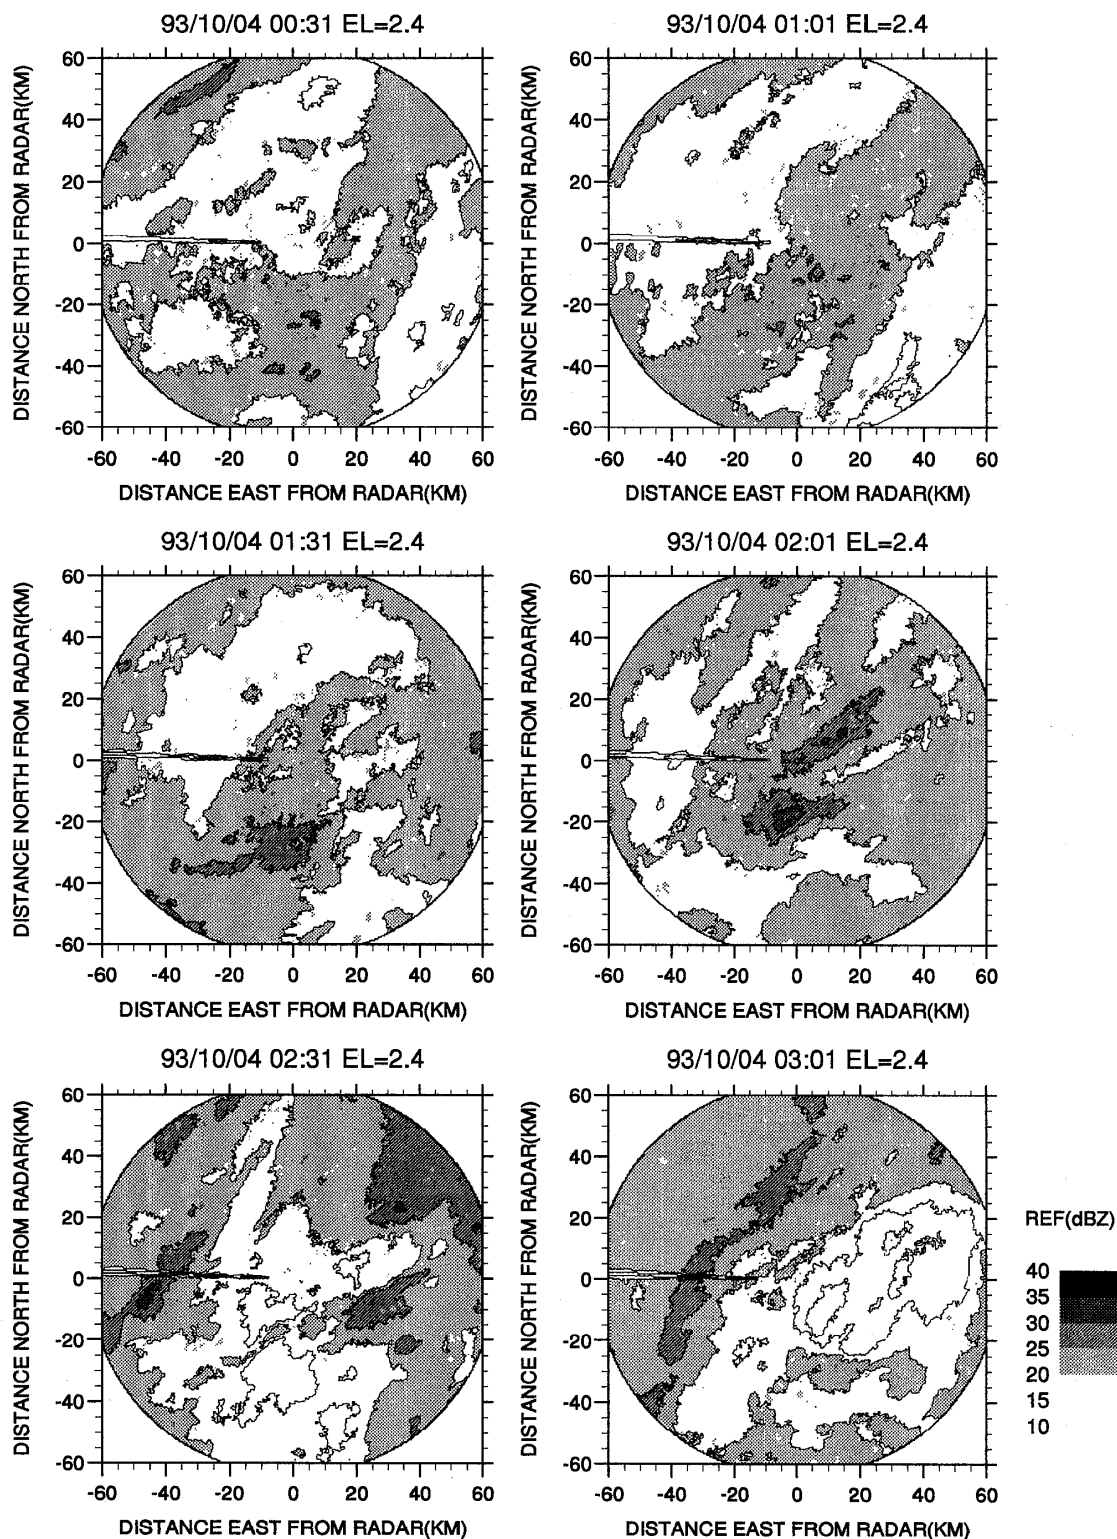 93/10/04 00:31 EL=2.4
DISTANCE NORTH FROM RADAR(KM)
60
40
20
0
-20
-40
-60
-60 -40 -20 0 20 40 60
DISTANCE EAST FROM RADAR(KM)
93/10/04 01:01 EL=2.4
DISTANCE NORTH FROM RADAR(KM)
60
40
20
0
-20
-40
-60
-60 -40 -20 0 20 40 60
DISTANCE EAST FROM RADAR(KM)
93/10/04 01:31 EL=2.4
DISTANCE NORTH FROM RADAR(KM)
60
40
20
0
-20
-40
-60
-60 -40 -20 0 20 40 60
DISTANCE EAST FROM RADAR(KM)
93/10/04 02:01 EL=2.4
DISTANCE NORTH FROM RADAR(KM)
60
40
20
0
-20
-40
-60
-60 -40 -20 0 20 40 60
DISTANCE EAST FROM RADAR(KM)
93/10/04 02:31 EL=2.4
DISTANCE NORTH FROM RADAR(KM)
60
40
20
0
-20
-40
-60
-60 -40 -20 0 20 40 60
DISTANCE EAST FROM RADAR(KM)
93/10/04 03:01 EL=2.4
DISTANCE NORTH FROM RADAR(KM)
60
40
20
0
-20
-40
-60
-60 -40 -20 0 20 40 60
DISTANCE EAST FROM RADAR(KM)
REF(dBZ)
40
35
30
25
20
15
10